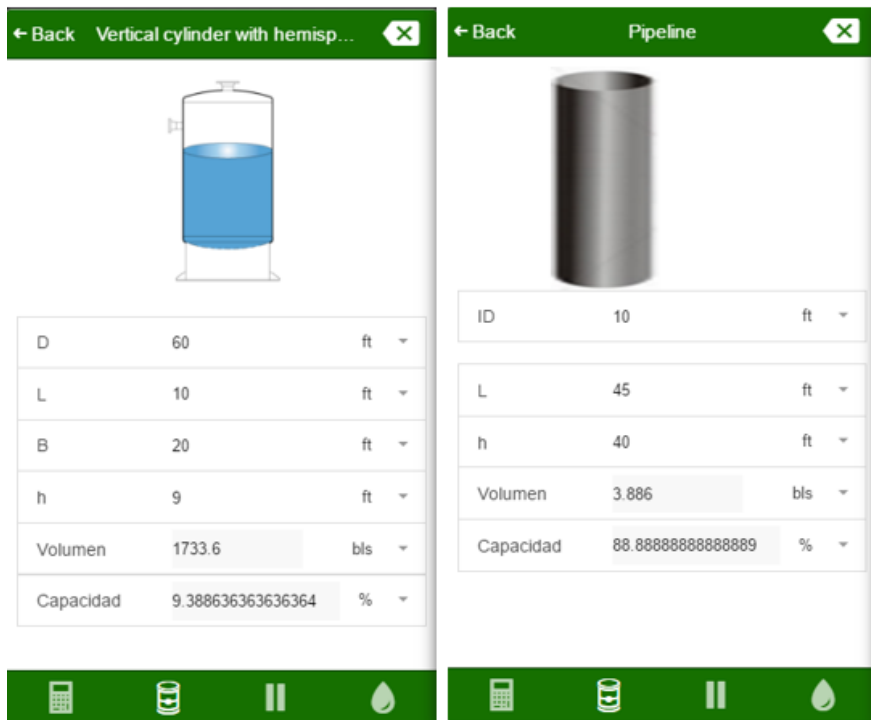 ← Back Vertical cylinder with hemisp...
D 60 ft
L 10 ft
B 20 ft
h 9 ft
Volumen 1733.6 bls
Capacidad 9.388636363636364 %
← Back Pipeline
ID 10 ft
L 45 ft
h 40 ft
Volumen 3.886 bls
Capacidad 88.88888888888889 %